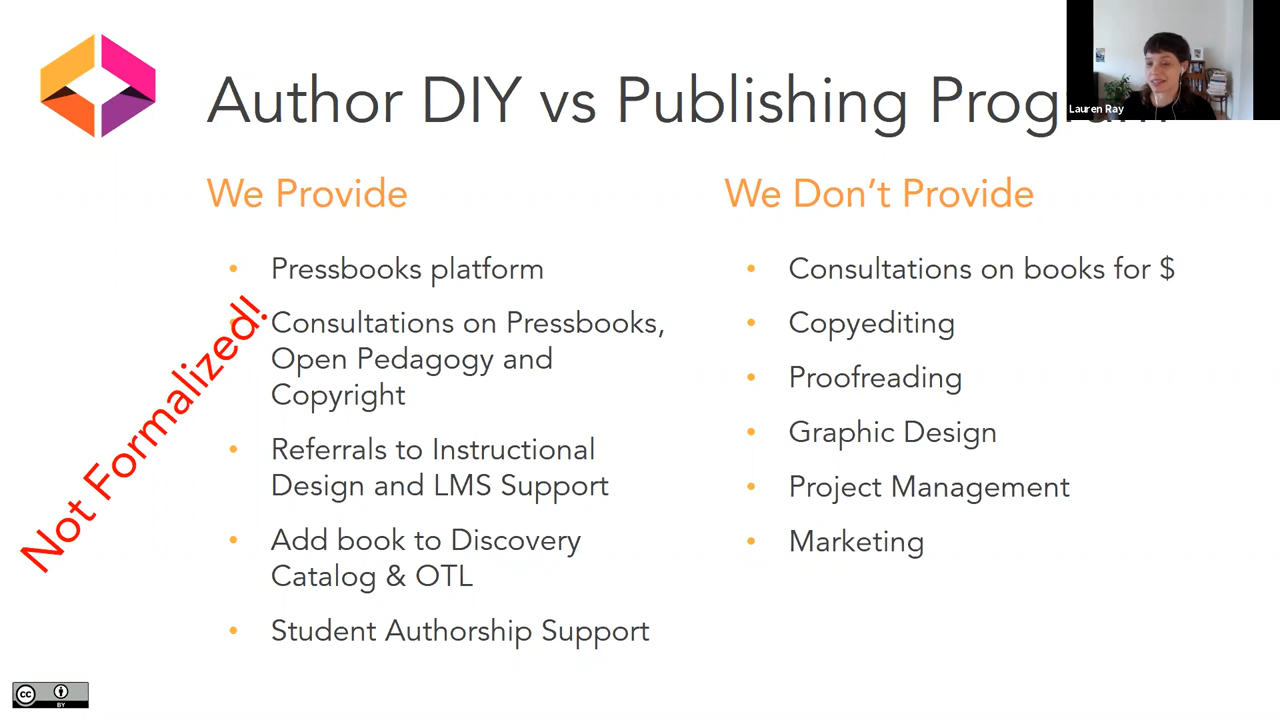 Author DIY vs Publishing
Lauren Ray
We Provide
• Pressbooks platform
• Consultations on Pressbooks,
Open Pedagogy and
Copyright
• Referrals to Instructional
Design and LMS Support
• Add book to Discovery
Catalog & OTL
• Student Authorship Support
Not Formalized!
We Don’t Provide
• Consultations on books for $
• Copyediting
• Proofreading
• Graphic Design
• Project Management
• Marketing
cc
BY